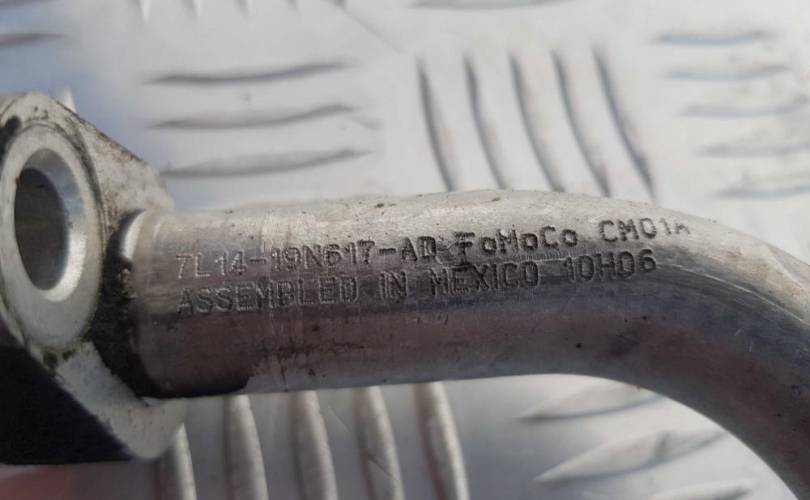 7L14-19N617-AD FoMoCo CM01A
ASSEMBLED IN MEXICO 10H06